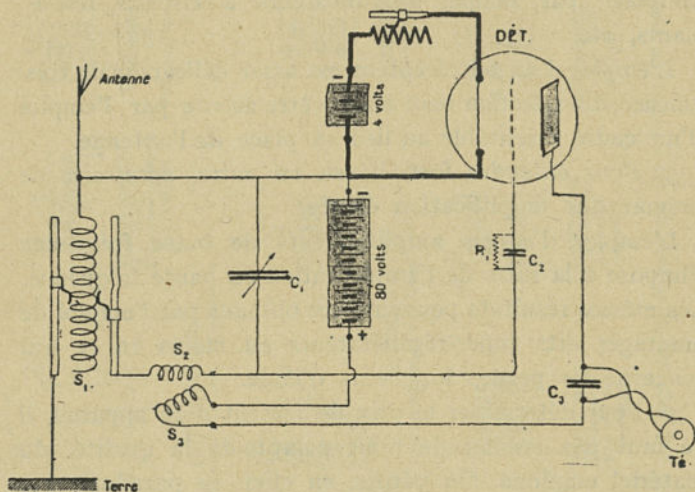 DÉT.
Antenne
−
4 volts
−
80 volts
+
C₁
R₁
C₂
S₂
S₁
S₃
C₃
Té
Terre